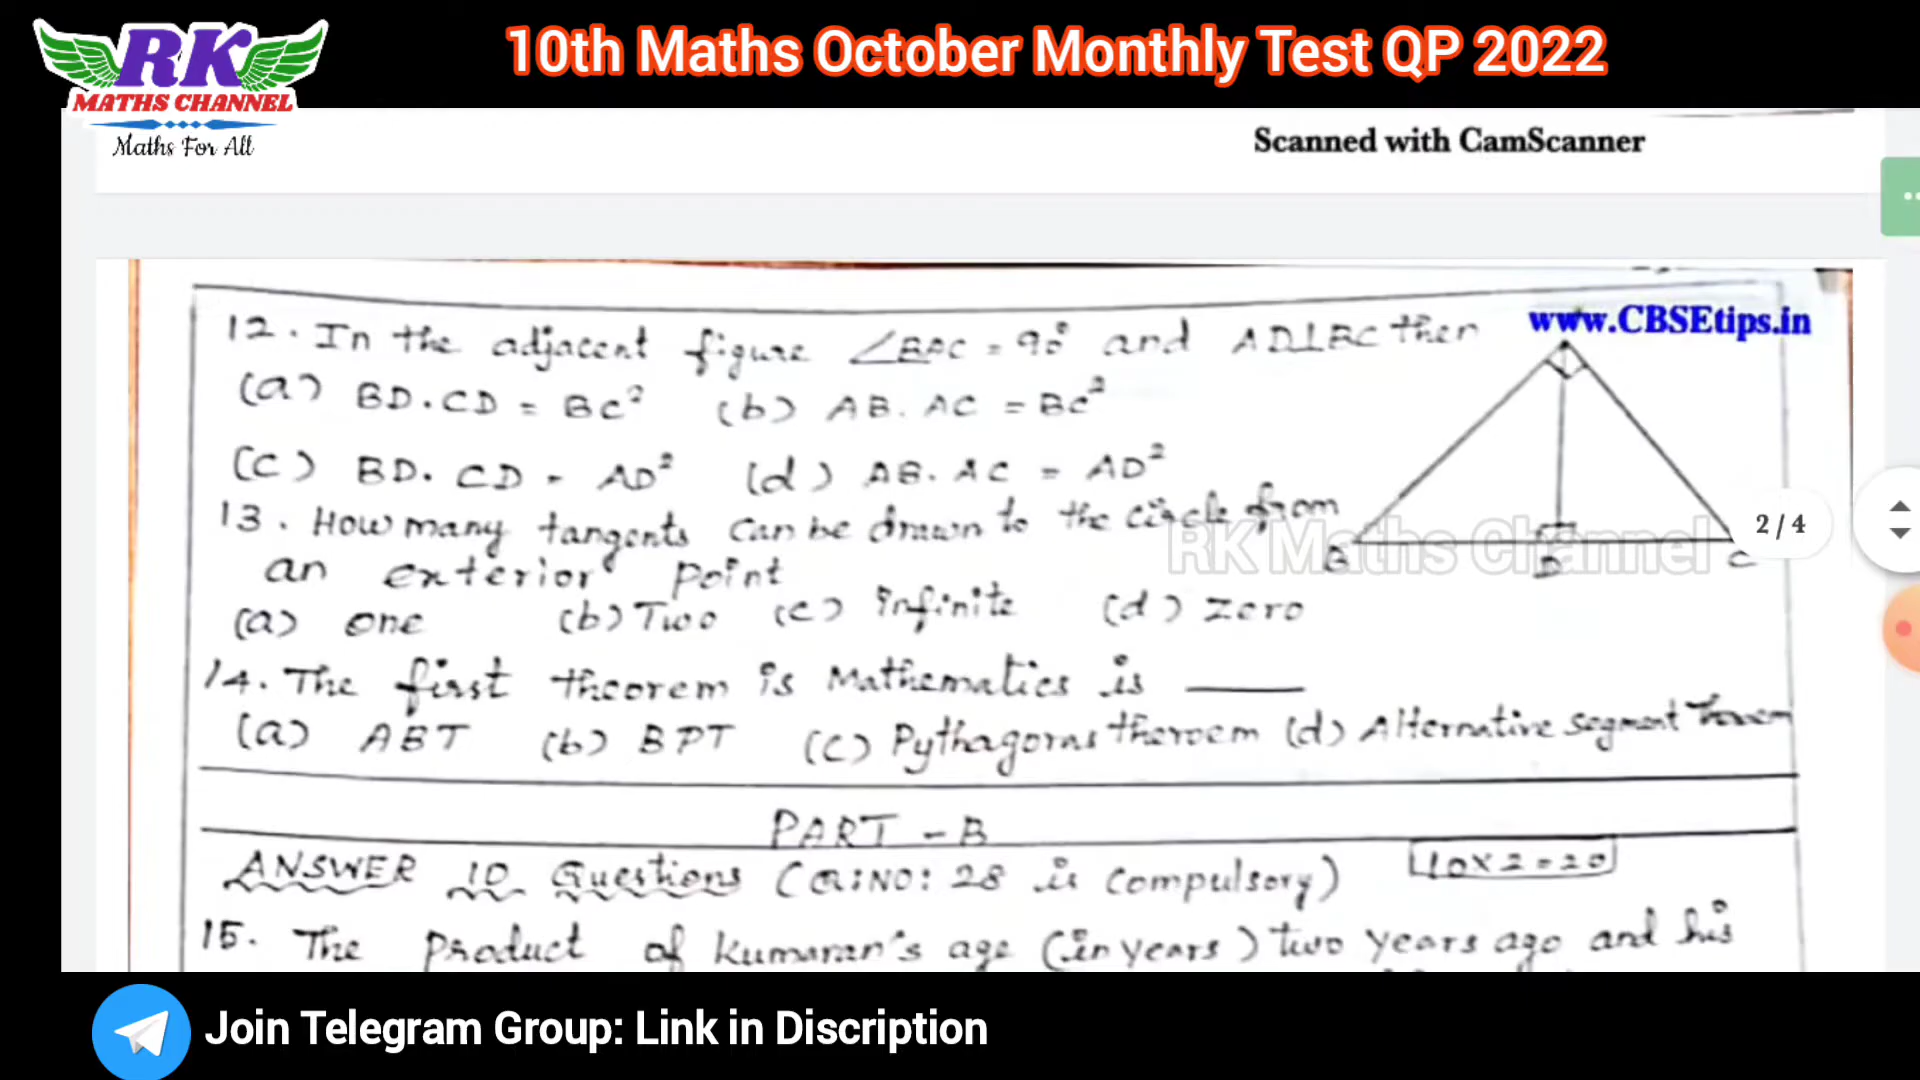 RK
MATHS CHANNEL
Maths For All
10th Maths October Monthly Test QP 2022
Scanned with CamScanner
www.CBSEtips.in
12. In the adjacent figure ∠BAC = 90° and AD⊥BC then
(a) BD.CD = BC² (b) AB.AC = BC²
(c) BD.CD = AD² (d) AB.AC = AD²
B D C
2/4
13. How many tangents can be drawn to the circle from
an exterior point
(a) one (b) Two (c) infinite (d) zero
RK Maths Channel
14. The first theorem is Mathematics is ____
(a) ABT (b) BPT (c) Pythagoras theroem (d) Alternative segment
PART - B
ANSWER 10 Questions (Q:NO: 28 is compulsory) 10x2=20
15. The product of kumaran's age (in years) two years ago and his
Join Telegram Group: Link in Discription